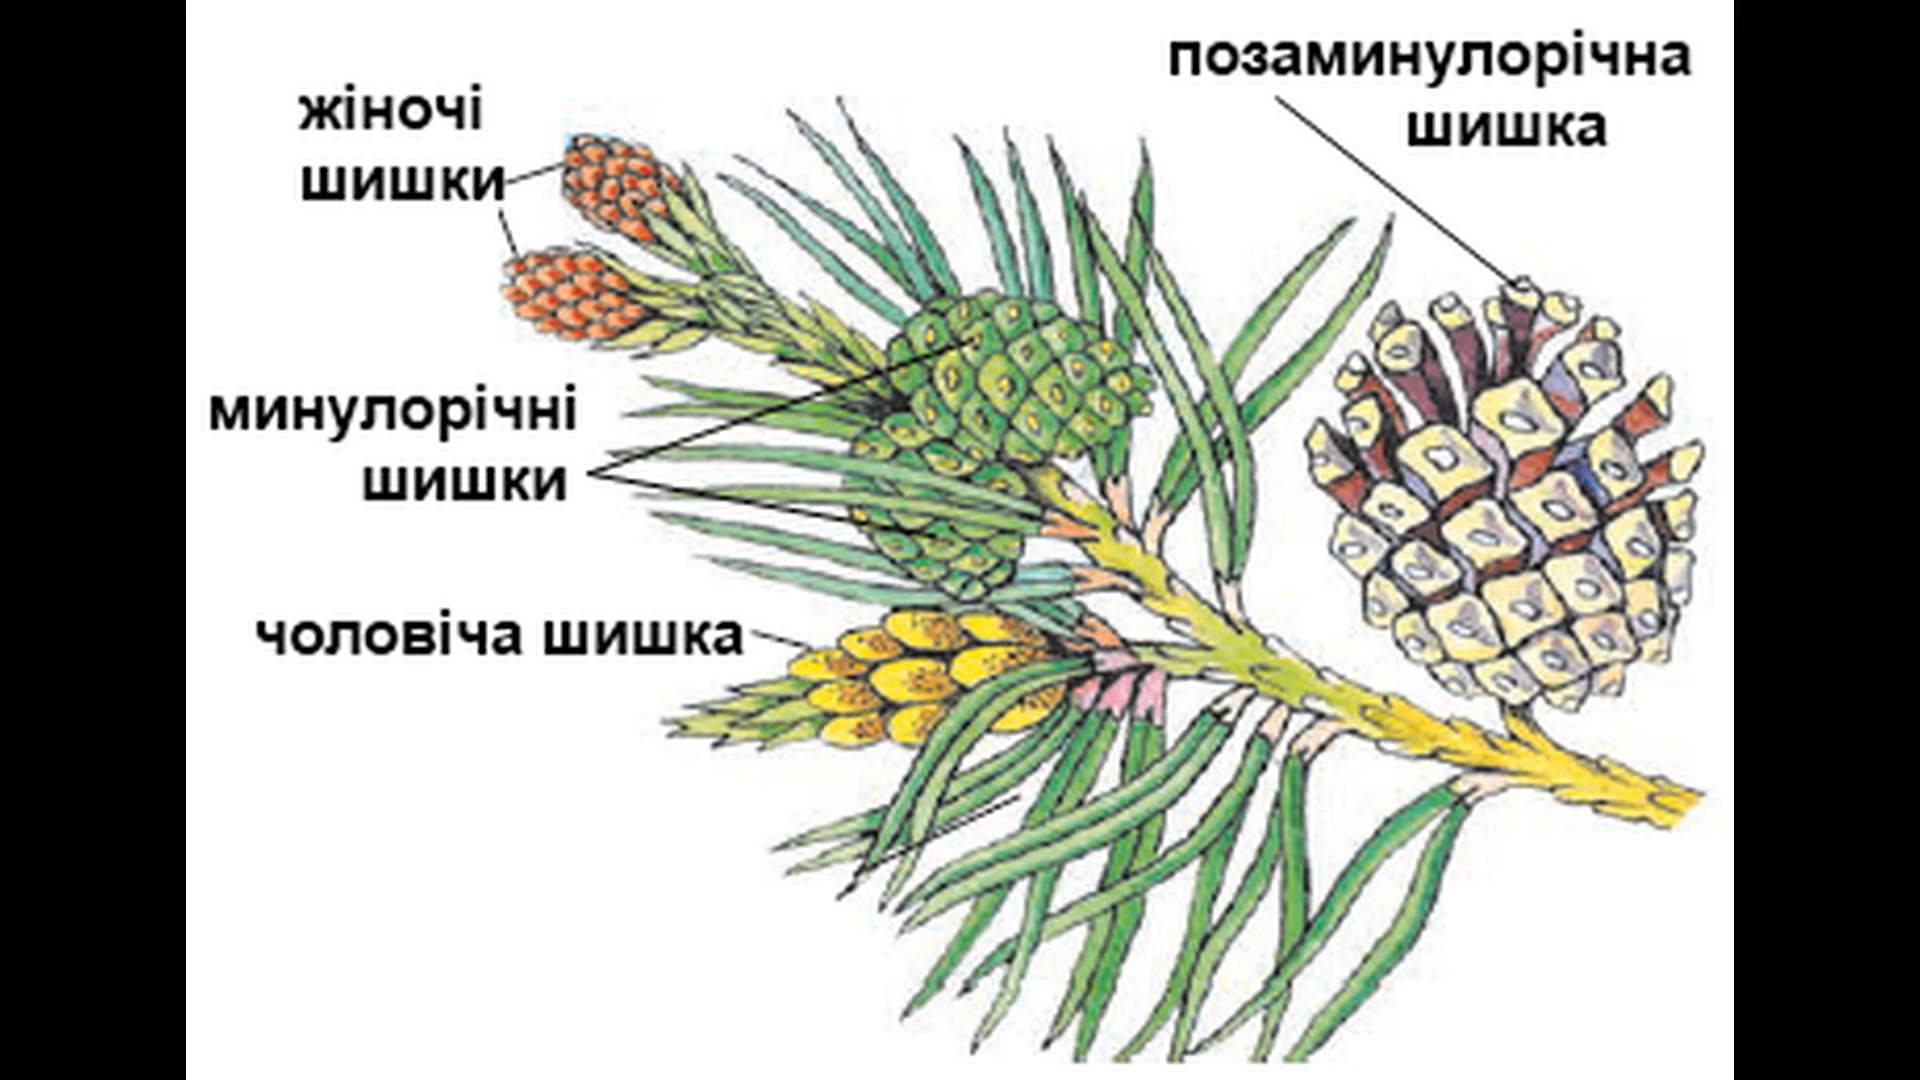 позаминулорічна
шишка
жіночі
шишки
минулорічні
шишки
чоловіча шишка